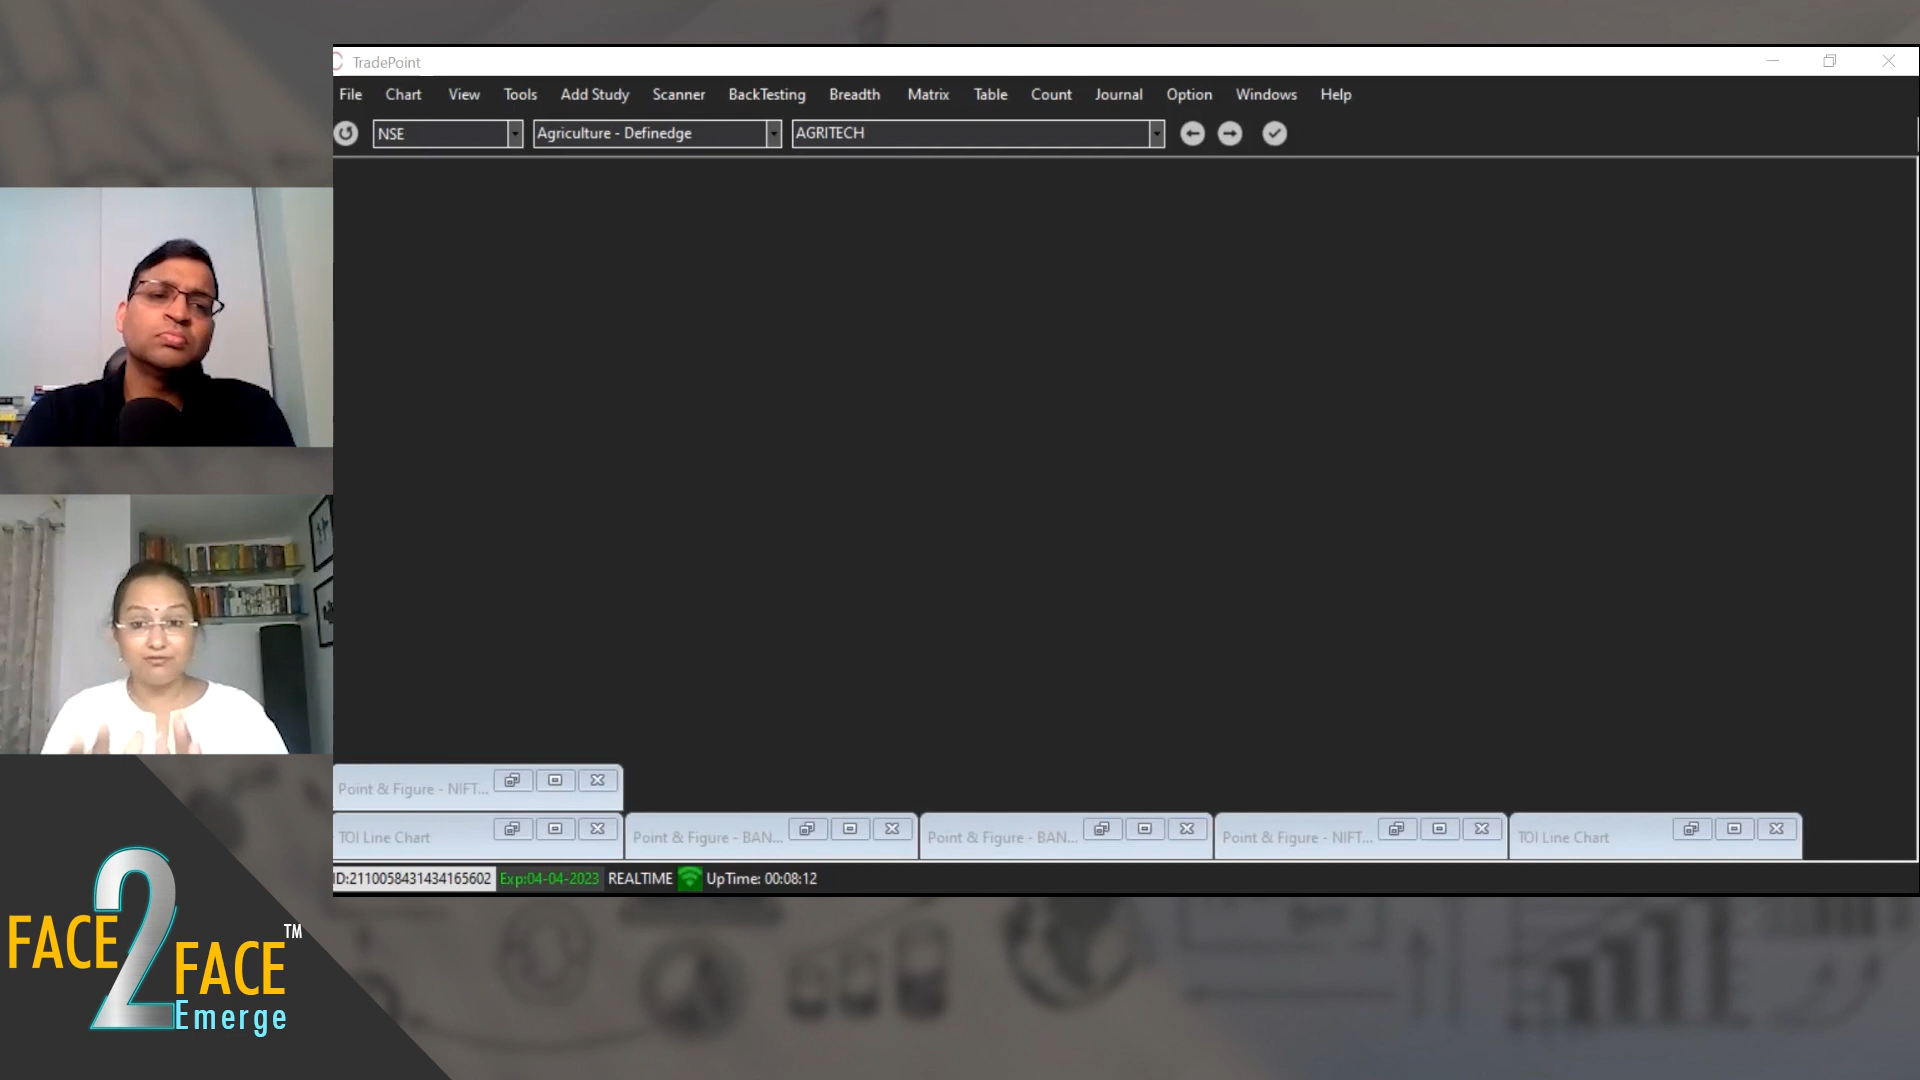 TradePoint
File Chart View Tools Add Study Scanner BackTesting Breadth Matrix Table Count Journal Option Windows Help
NSE Agriculture - Definedge AGRITECH
Point & Figure - NIFT...
TOI Line Chart Point & Figure - BAN... Point & Figure - BAN... Point & Figure - NIFT... TOI Line Chart
ID:2110058431434165602 Exp:04-04-2023 REALTIME UpTime: 00:08:12
FACE 2 FACE TM
Emerge